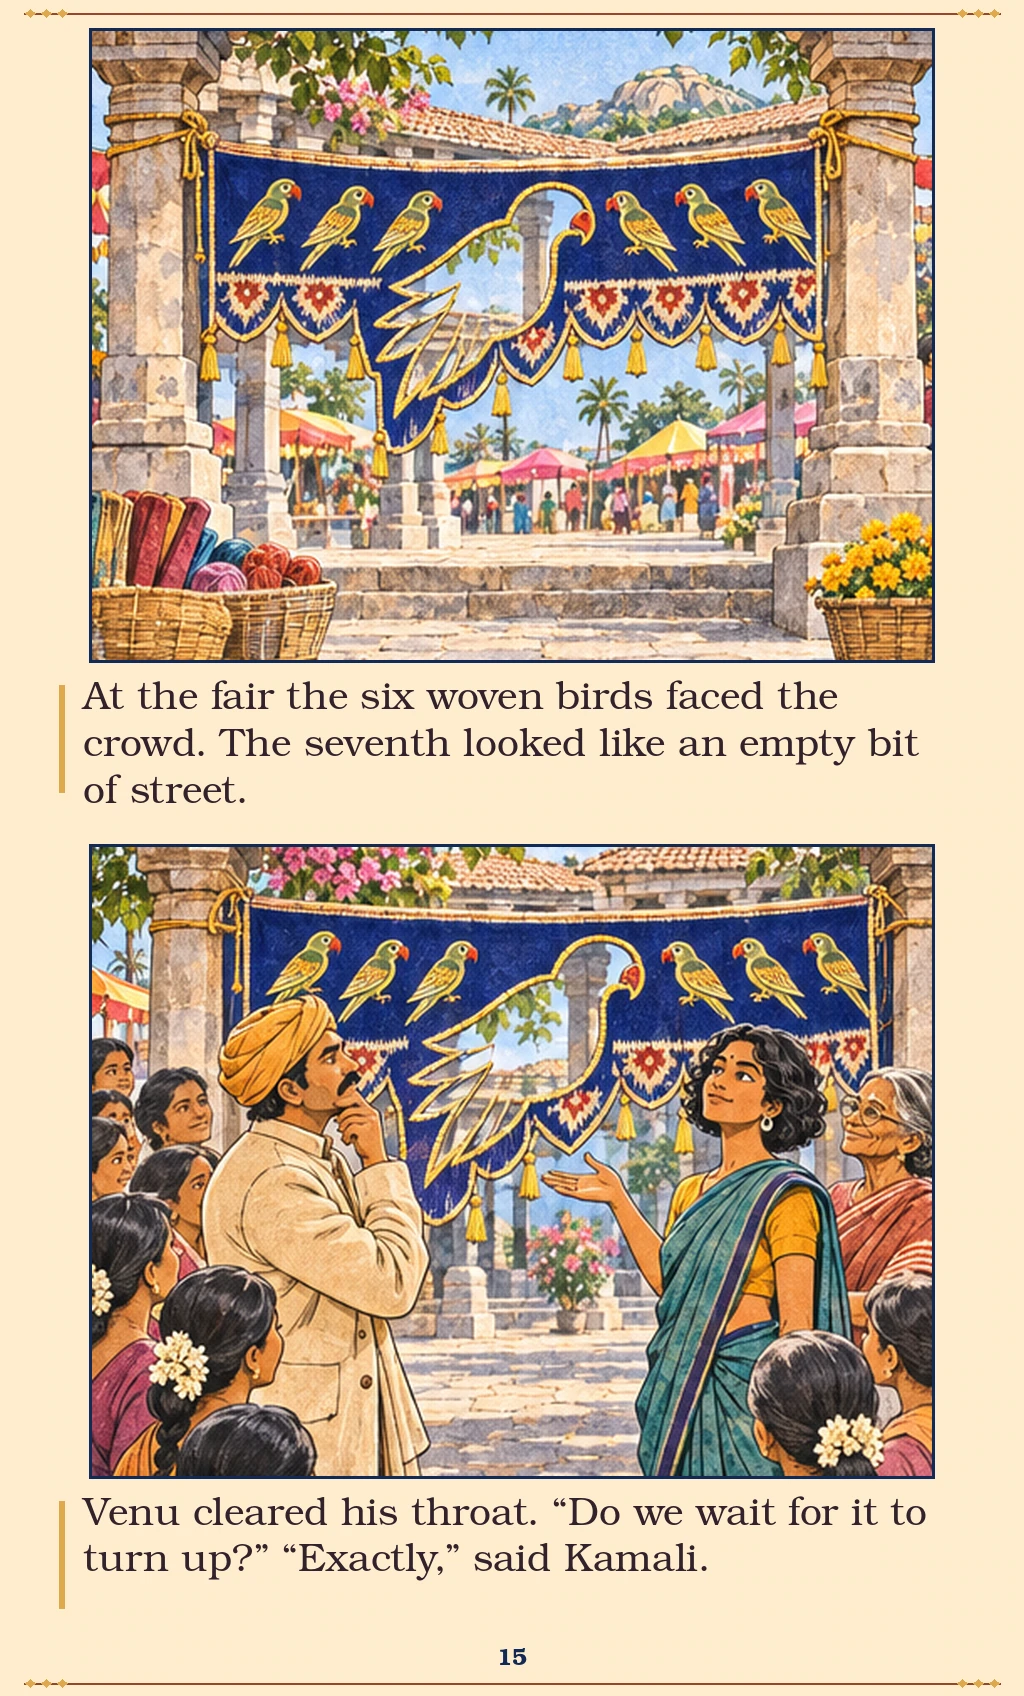 At the fair the six woven birds faced the
crowd. The seventh looked like an empty bit
of street.
Venu cleared his throat. “Do we wait for it to
turn up?” “Exactly,” said Kamali.
15